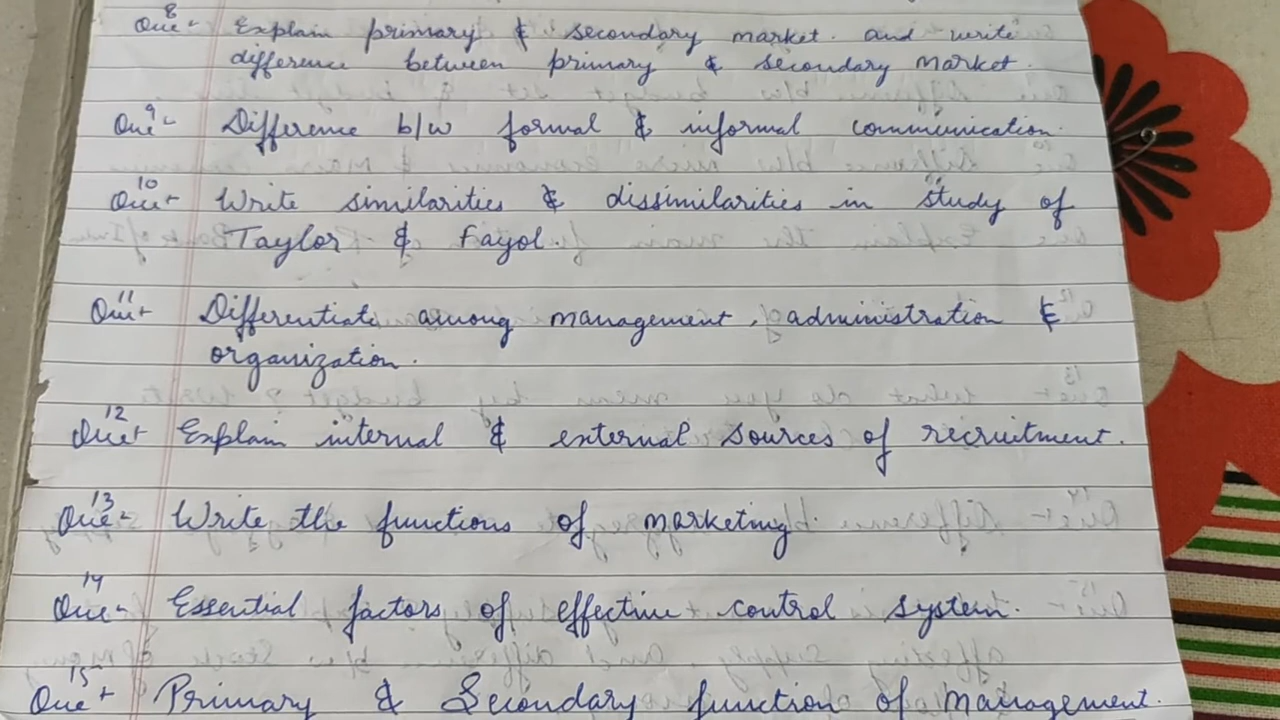 Que 8- Explain primary & secondary market. and write
difference between primary & secondary market.
Que 9- Difference b/w formal & informal communication.
Que 10- Write similarities & dissimilarities in study of
Taylor & Fayol.
Que 11- Differentiate among management, administration &
organization.
Que 12- Explain internal & external sources of recruitment.
Que 13- Write the functions of marketing.
Que 14- Essential factors of effective control system.
Que 15- Primary & Secondary function of management.